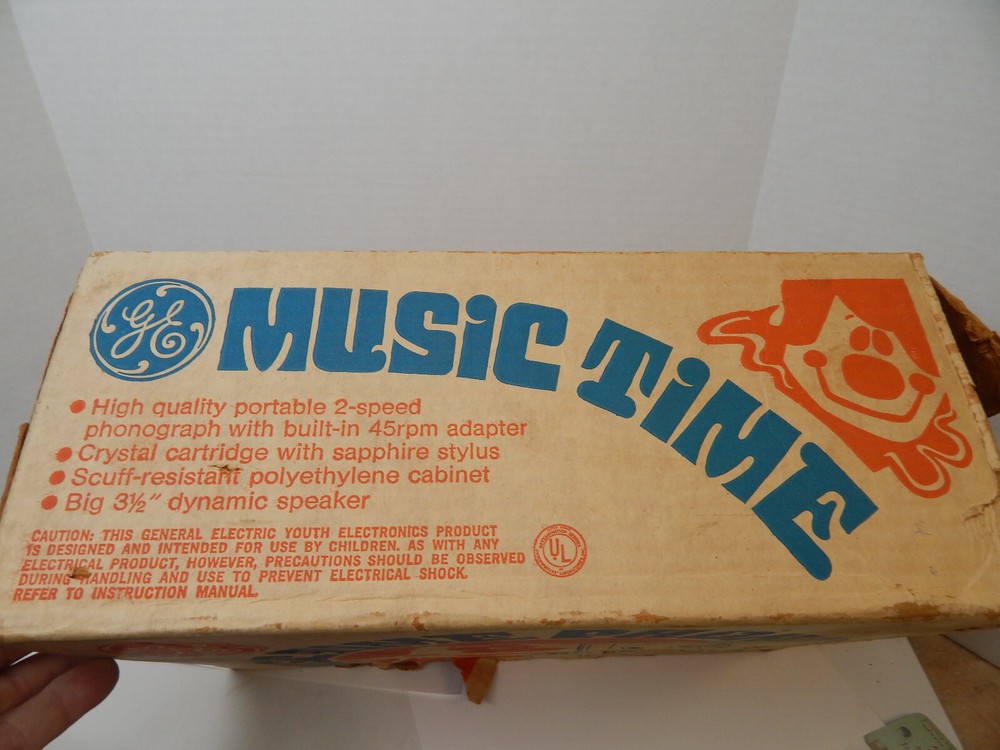 GE MUSIC TIME
• High quality portable 2-speed
phonograph with built-in 45rpm adapter
• Crystal cartridge with sapphire stylus
• Scuff-resistant polyethylene cabinet
• Big 3½" dynamic speaker
CAUTION: THIS GENERAL ELECTRIC YOUTH ELECTRONICS PRODUCT
IS DESIGNED AND INTENDED FOR USE BY CHILDREN. AS WITH ANY
ELECTRICAL PRODUCT, HOWEVER, PRECAUTIONS SHOULD BE OBSERVED
DURING HANDLING AND USE TO PREVENT ELECTRICAL SHOCK.
REFER TO INSTRUCTION MANUAL.
UL